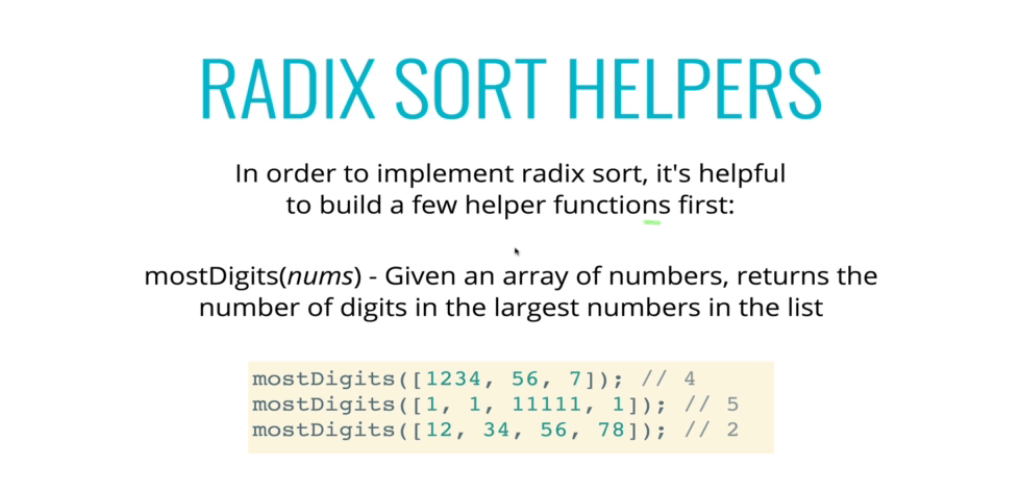 RADIX SORT HELPERS
In order to implement radix sort, it's helpful
to build a few helper functions first:
mostDigits(nums) - Given an array of numbers, returns the
number of digits in the largest numbers in the list
mostDigits([1234, 56, 7]); // 4
mostDigits([1, 1, 11111, 1]); // 5
mostDigits([12, 34, 56, 78]); // 2